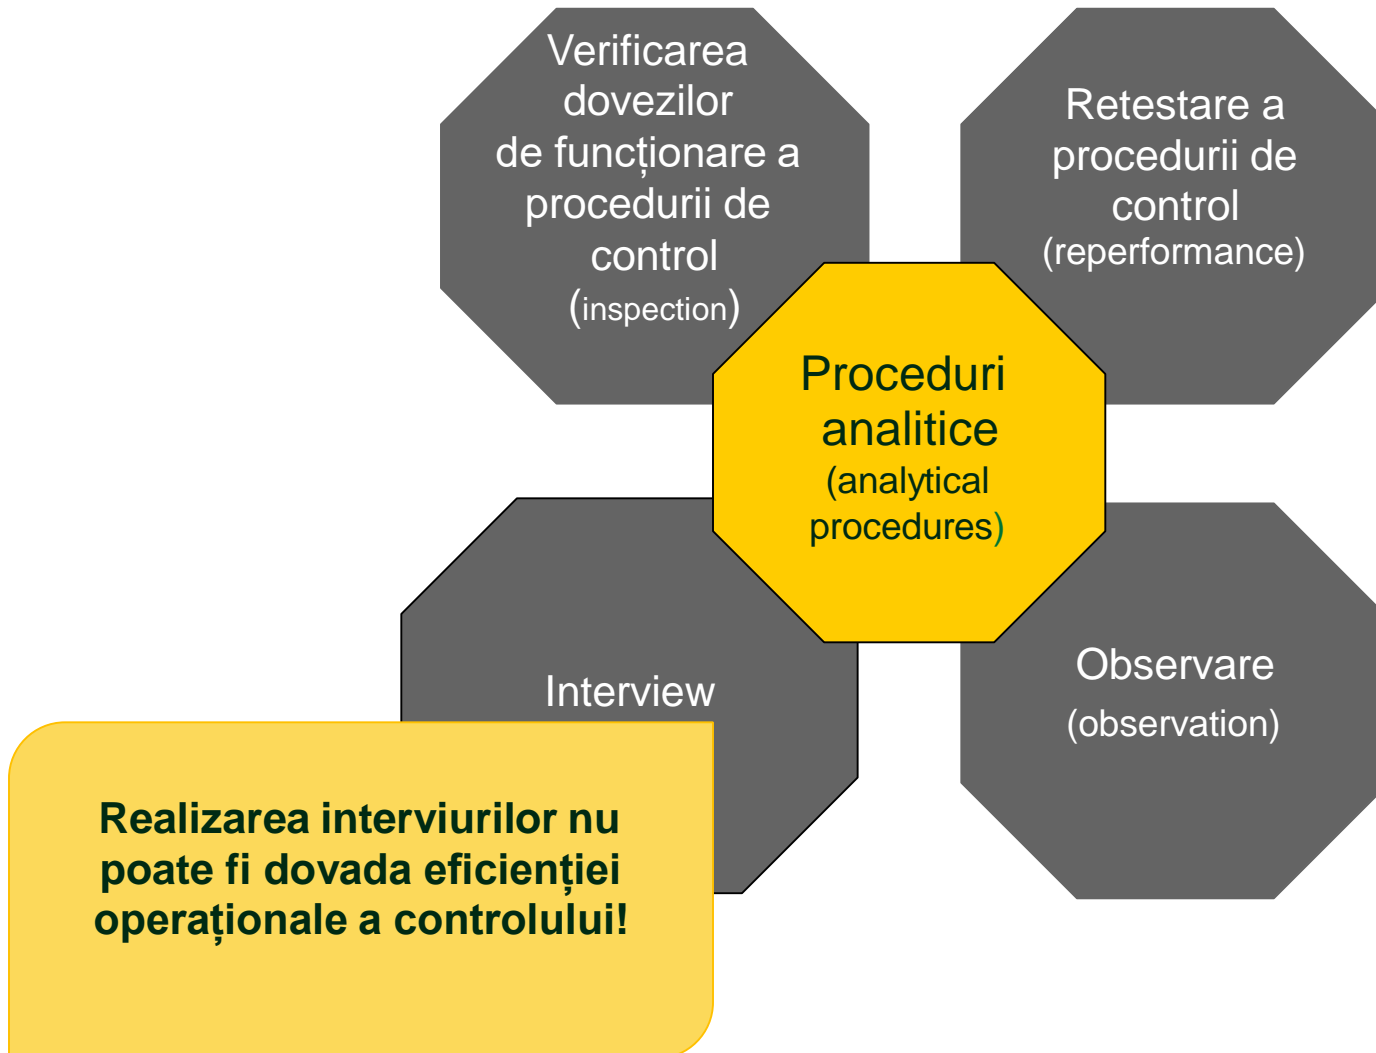 Verificarea
dovezilor
de funcționare a
procedurii de
control
(inspection)
Retestare a
procedurii de
control
(reperformance)
Proceduri
analitice
(analytical
procedures)
Interview
Observare
(observation)
Realizarea interviurilor nu
poate fi dovada eficienției
operaționale a controlului!